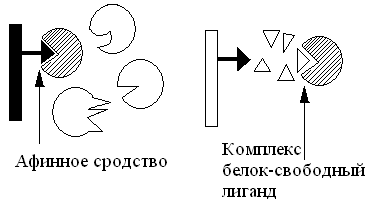 Афинное сродство
Комплекс
белок-свободный
лиганд